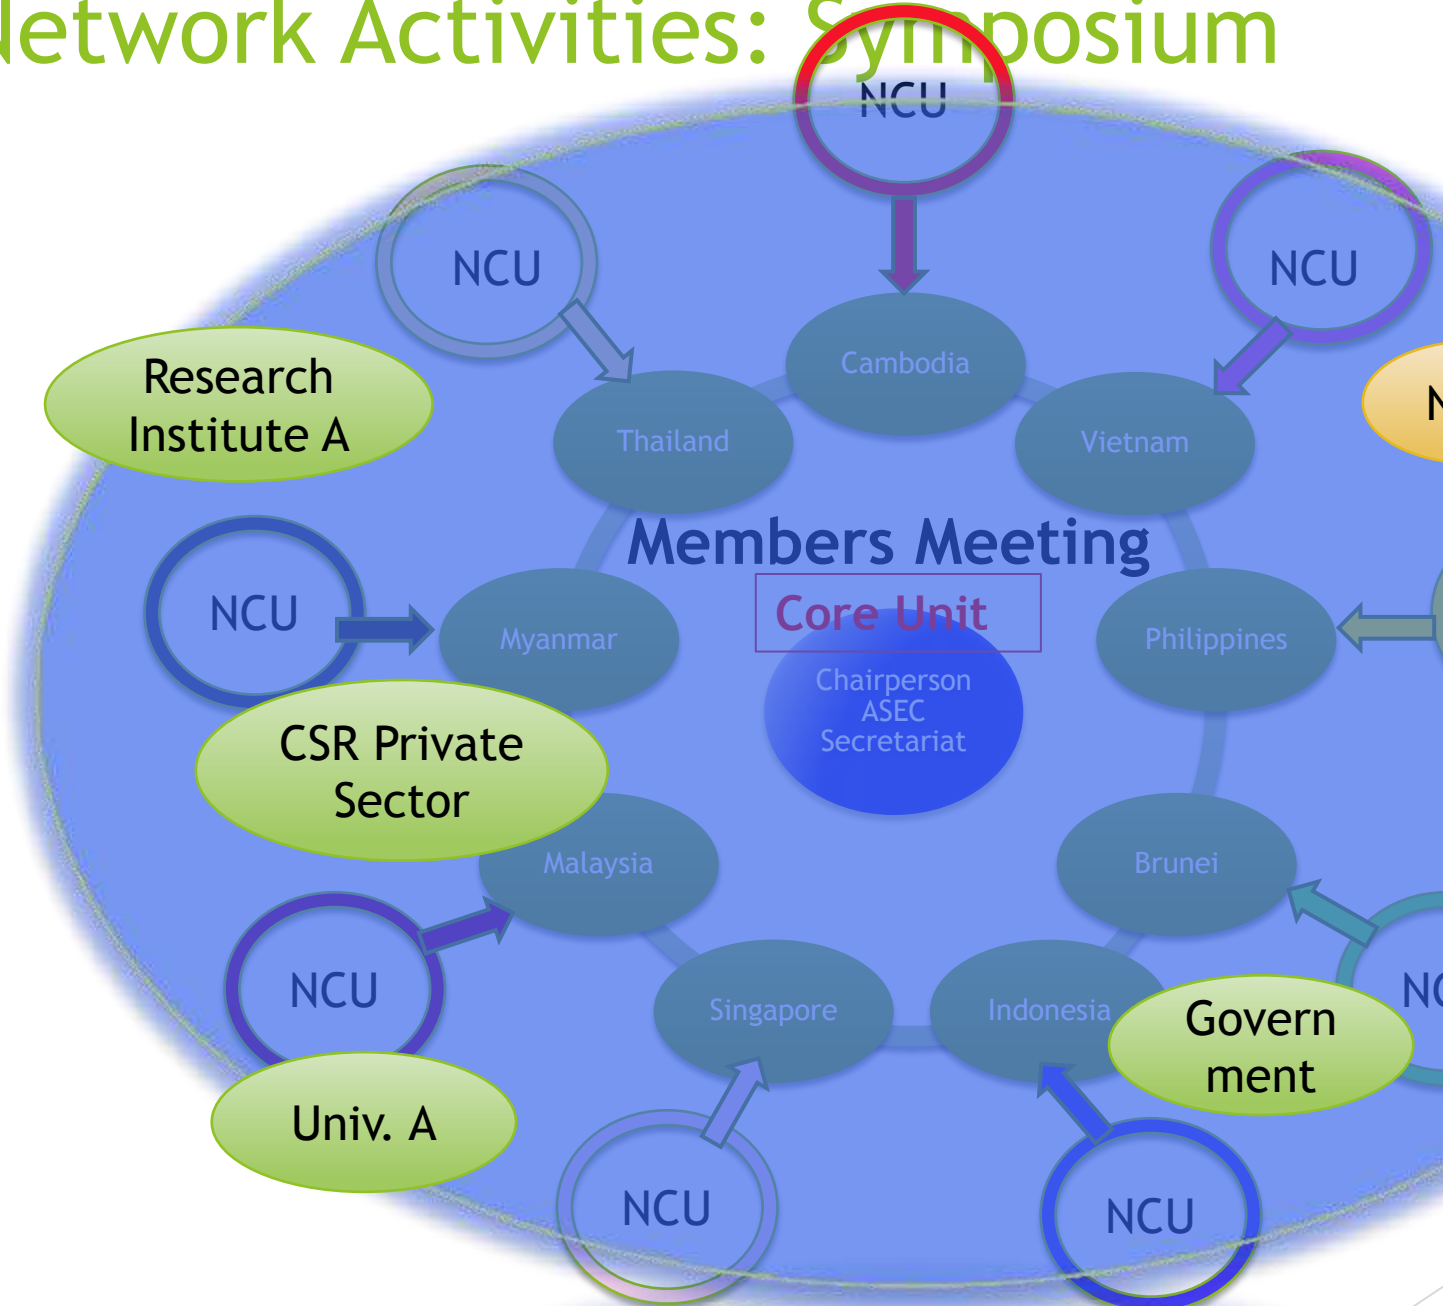 Network Activities: Symposium
NCU
NCU
NCU
Cambodia
Research
Institute A
Thailand
Vietnam
Members Meeting
Core Unit
NCU
Myanmar
Philippines
Chairperson
ASEC
Secretariat
CSR Private
Sector
Malaysia
Brunei
NCU
Singapore
Indonesia
Govern
ment
Univ. A
NCU
NCU